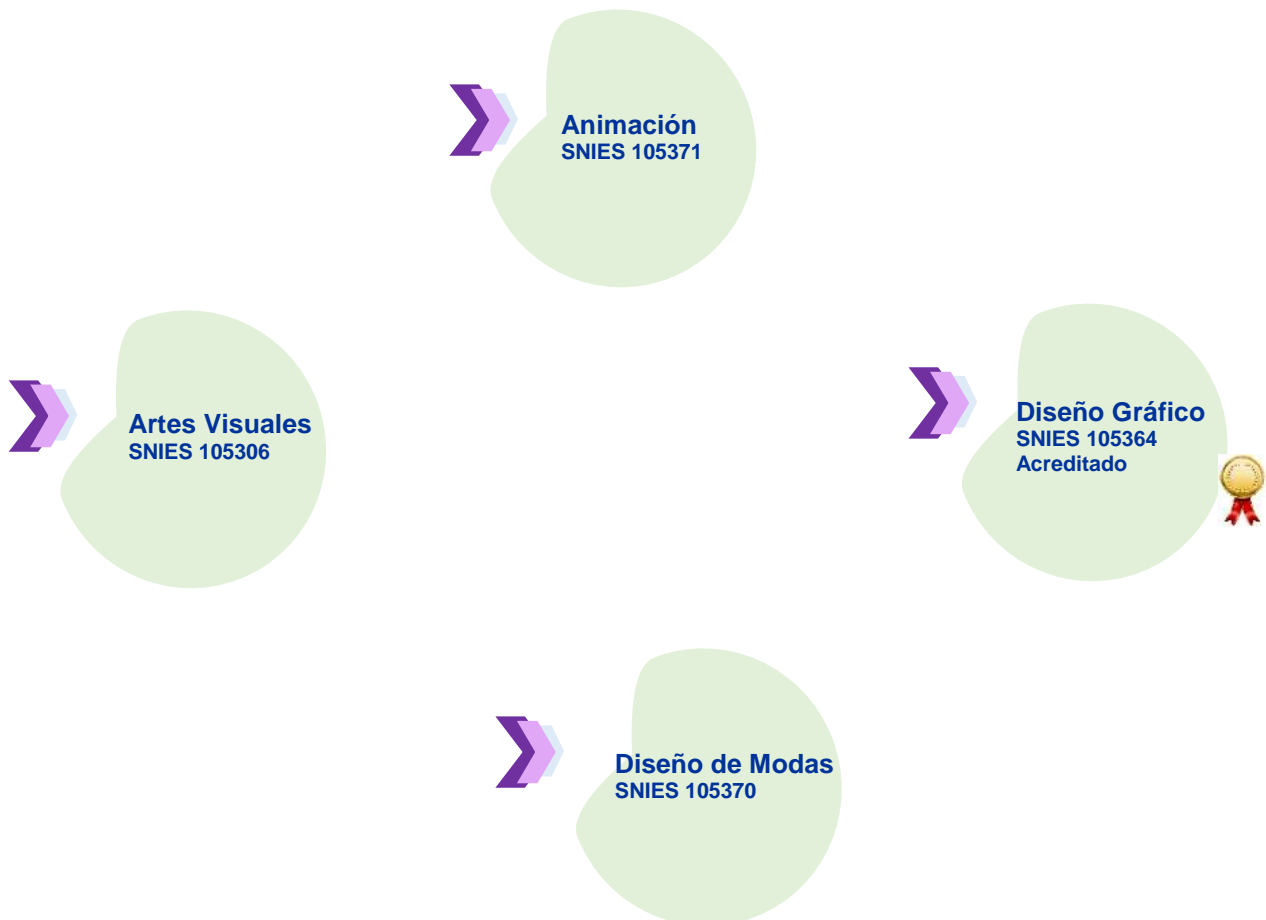 Animación
SNIES 105371
Artes Visuales
SNIES 105306
Diseño Gráfico
SNIES 105364
Acreditado
Diseño de Modas
SNIES 105370